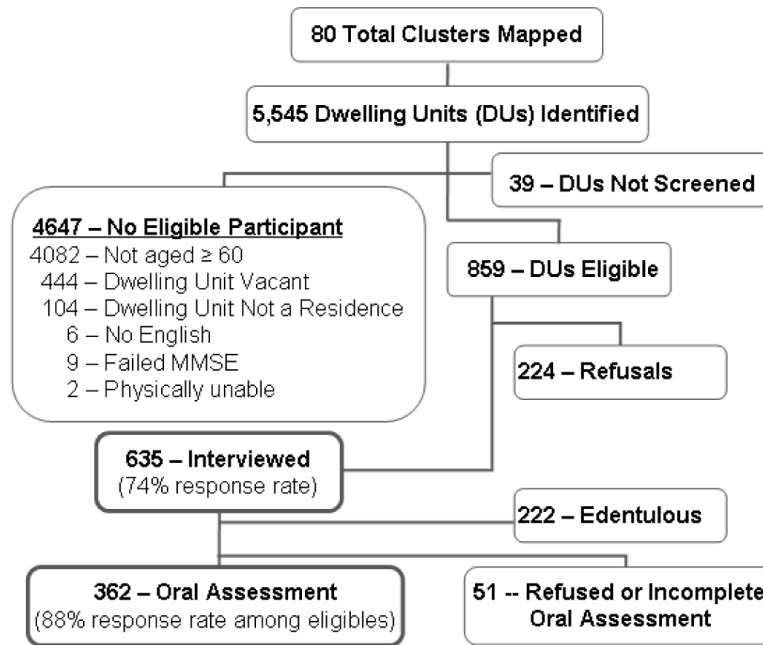 80 Total Clusters Mapped
5,545 Dwelling Units (DUs) Identified
39 – DUs Not Screened
4647 – No Eligible Participant
4082 – Not aged ≥ 60
444 – Dwelling Unit Vacant
104 – Dwelling Unit Not a Residence
6 – No English
9 – Failed MMSE
2 – Physically unable
859 – DUs Eligible
224 – Refusals
635 – Interviewed
(74% response rate)
222 – Edentulous
362 – Oral Assessment
(88% response rate among eligibles)
51 -- Refused or Incomplete
Oral Assessment